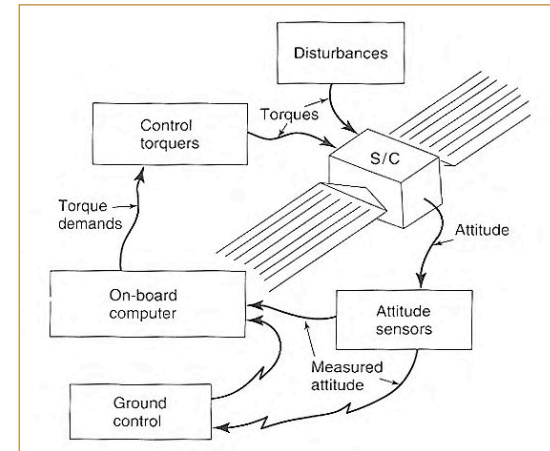 Disturbances
Torques
Control
torquers
S/C
Torque
demands
Attitude
On-board
computer
Attitude
sensors
Measured
attitude
Ground
control